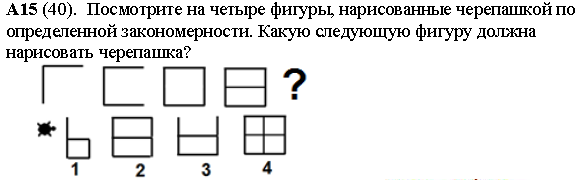 А15 (40). Посмотрите на четыре фигуры, нарисованные черепашкой по
определенной закономерности. Какую следующую фигуру должна
нарисовать черепашка?
?
1 2 3 4